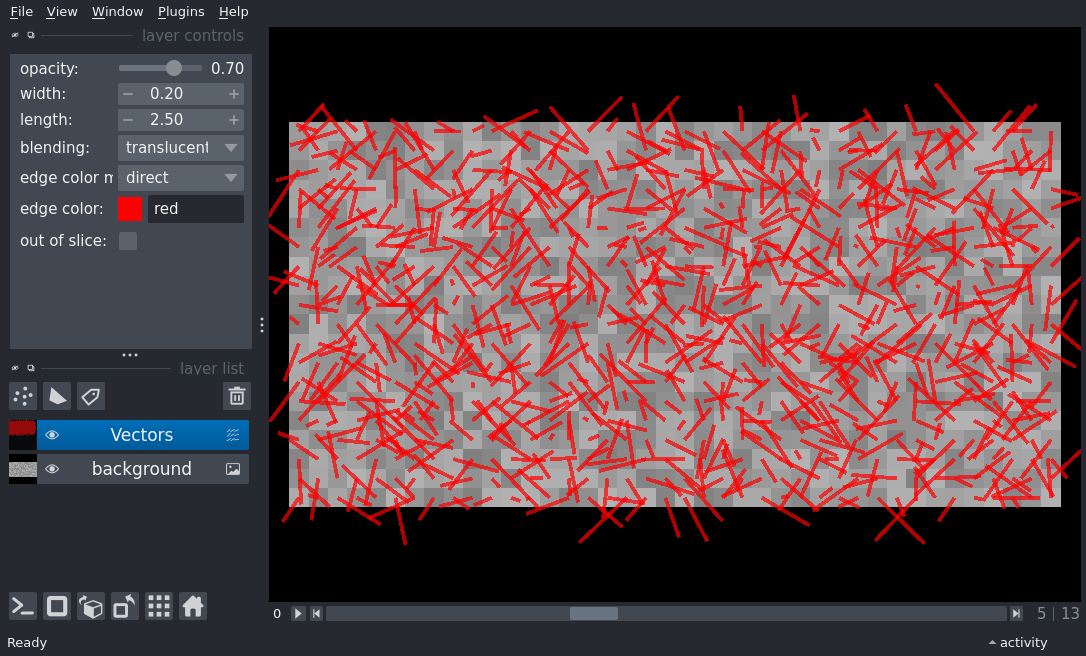 File View Window Plugins Help
layer controls
opacity: 0.70
width: − 0.20 +
length: − 2.50 +
blending: translucent
edge color m direct
edge color: red
out of slice:
layer list
Vectors
background
0 5 | 13
Ready activity